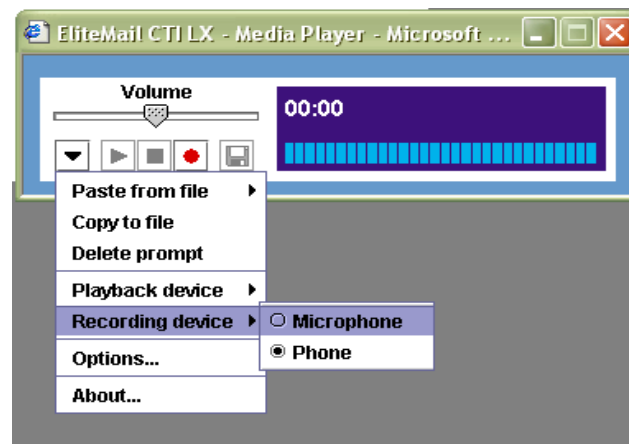 EliteMail CTI LX - Media Player - Microsoft ...
Volume
00:00
Paste from file
Copy to file
Delete prompt
Playback device
Recording device
Microphone
Phone
Options...
About...